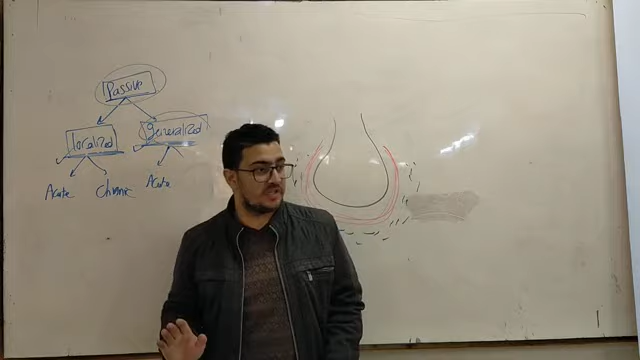 Passive
localized
Generalized
Acute
chronic
Acute